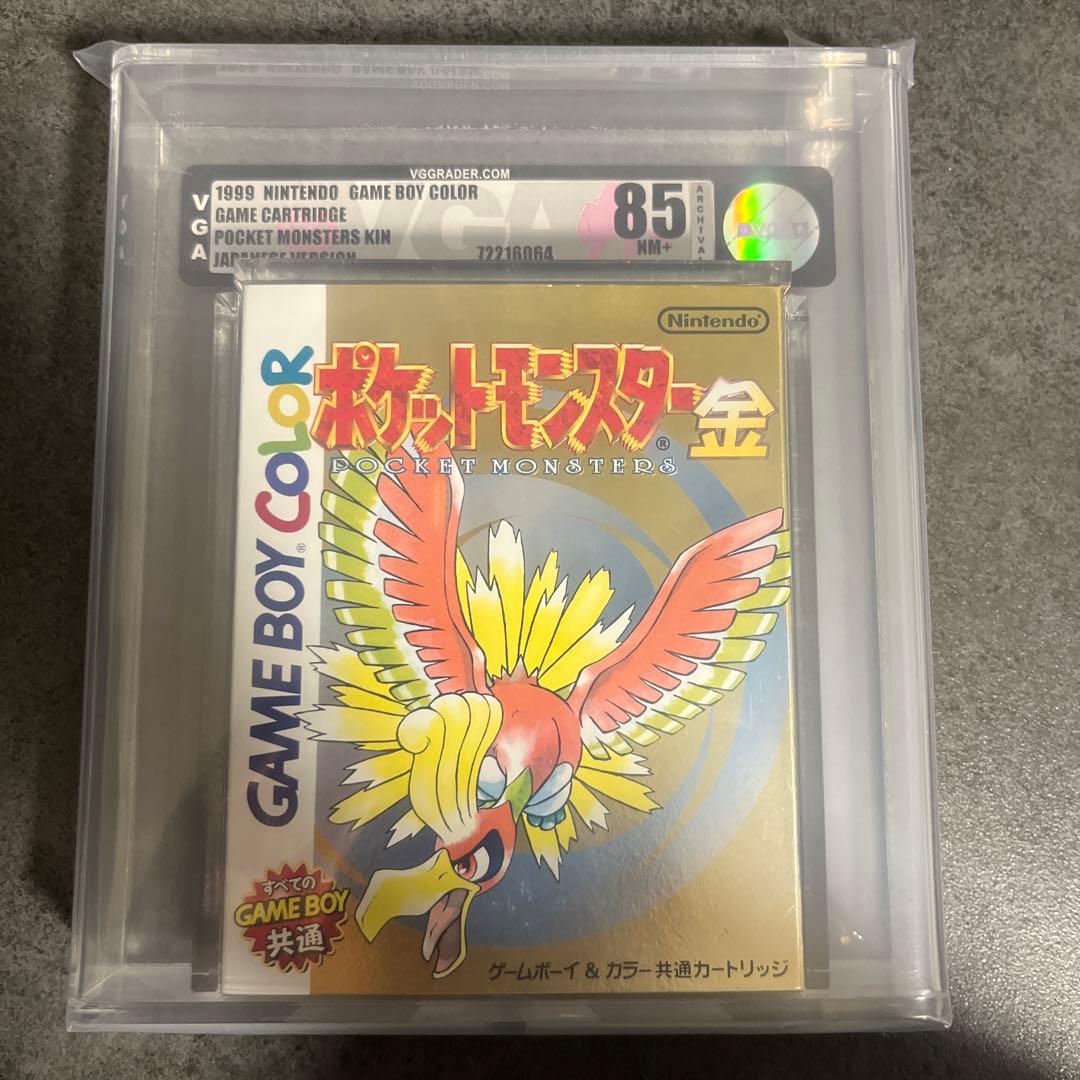 VGGRADER.COM
VGA
1999 NINTENDO GAME BOY COLOR
GAME CARTRIDGE
POCKET MONSTERS KIN
JAPANESE VERSION
72216064
85
NM+
ARCHIVAL
Nintendo®
ポケットモンスター金
®
POCKET MONSTERS
GAME BOY® COLOR
すべての
GAME BOY
共通
ゲームボーイ & カラー共通カートリッジ